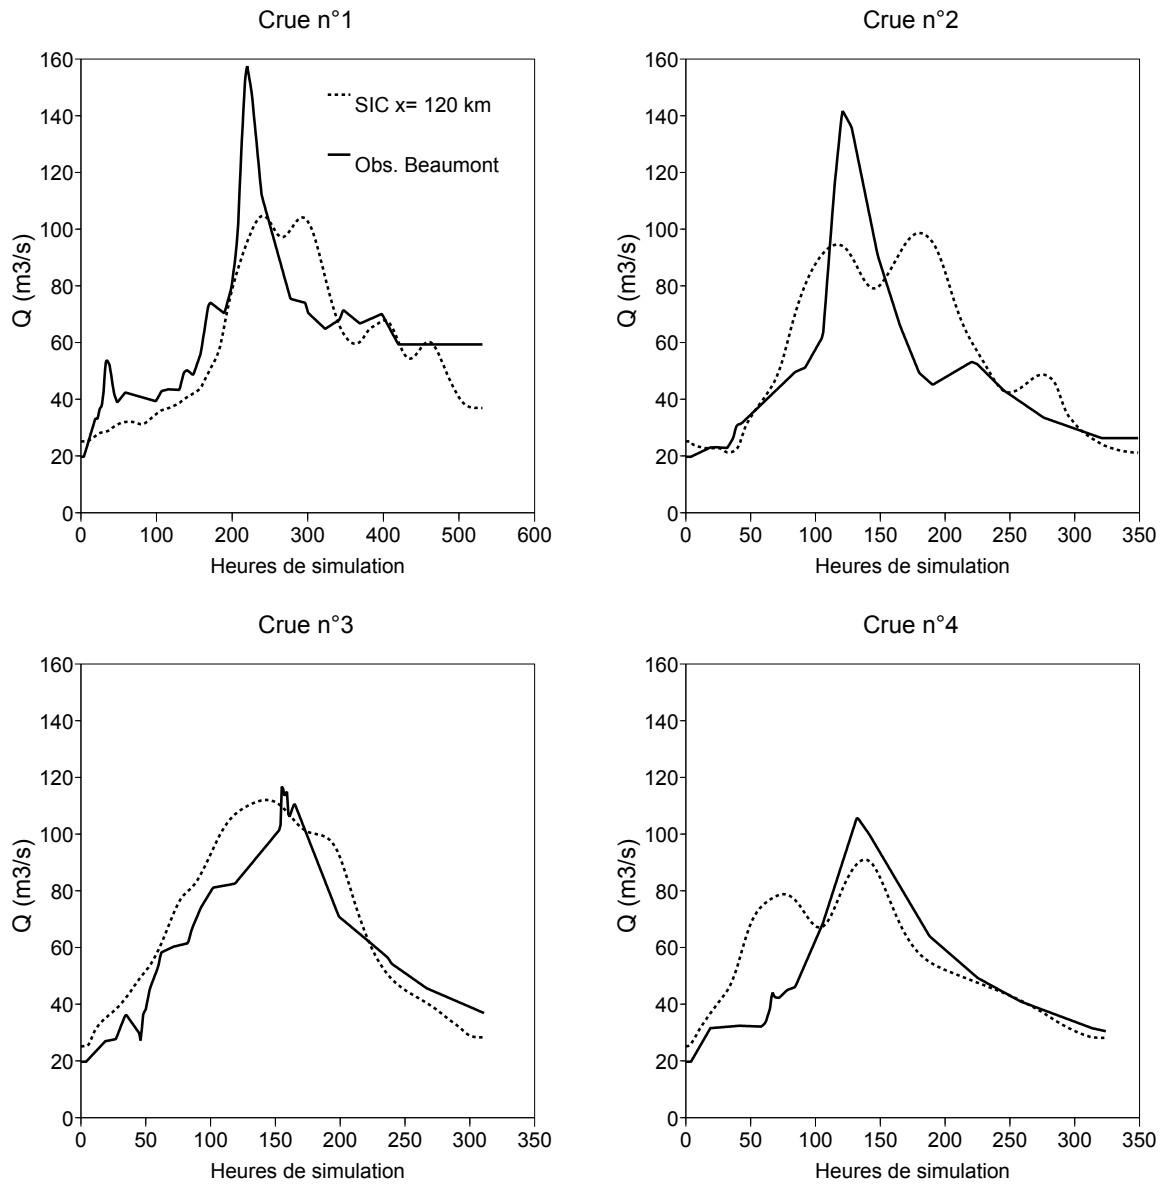 Crue n°1
160
140
120
100
80
60
40
20
0
Q (m3/s)
SIC x= 120 km
Obs. Beaumont
0 100 200 300 400 500 600
Heures de simulation
Crue n°2
160
140
120
100
80
60
40
20
0
Q (m3/s)
0 50 100 150 200 250 300 350
Heures de simulation
Crue n°3
160
140
120
100
80
60
40
20
0
Q (m3/s)
0 50 100 150 200 250 300 350
Heures de simulation
Crue n°4
160
140
120
100
80
60
40
20
0
Q (m3/s)
0 50 100 150 200 250 300 350
Heures de simulation